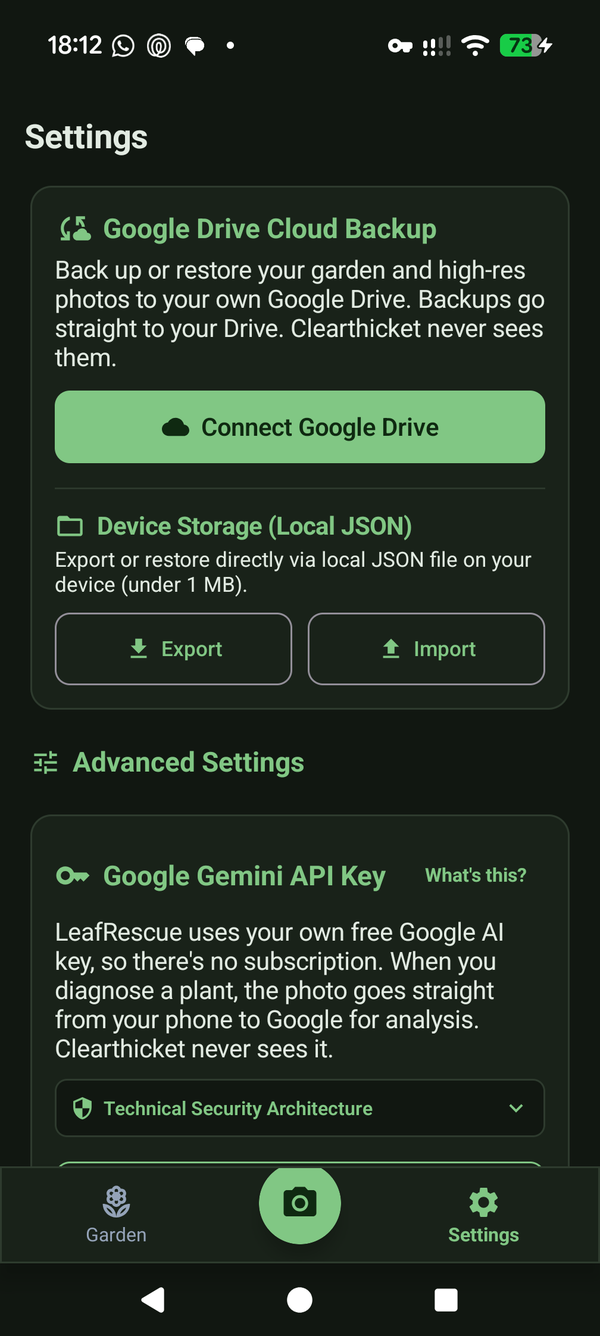 18:12
73
Settings
Google Drive Cloud Backup
Back up or restore your garden and high-res
photos to your own Google Drive. Backups go
straight to your Drive. Clearthicket never sees
them.
Connect Google Drive
Device Storage (Local JSON)
Export or restore directly via local JSON file on your
device (under 1 MB).
Export
Import
Advanced Settings
Google Gemini API Key
What's this?
LeafRescue uses your own free Google AI
key, so there's no subscription. When you
diagnose a plant, the photo goes straight
from your phone to Google for analysis.
Clearthicket never sees it.
Technical Security Architecture
Garden
Settings